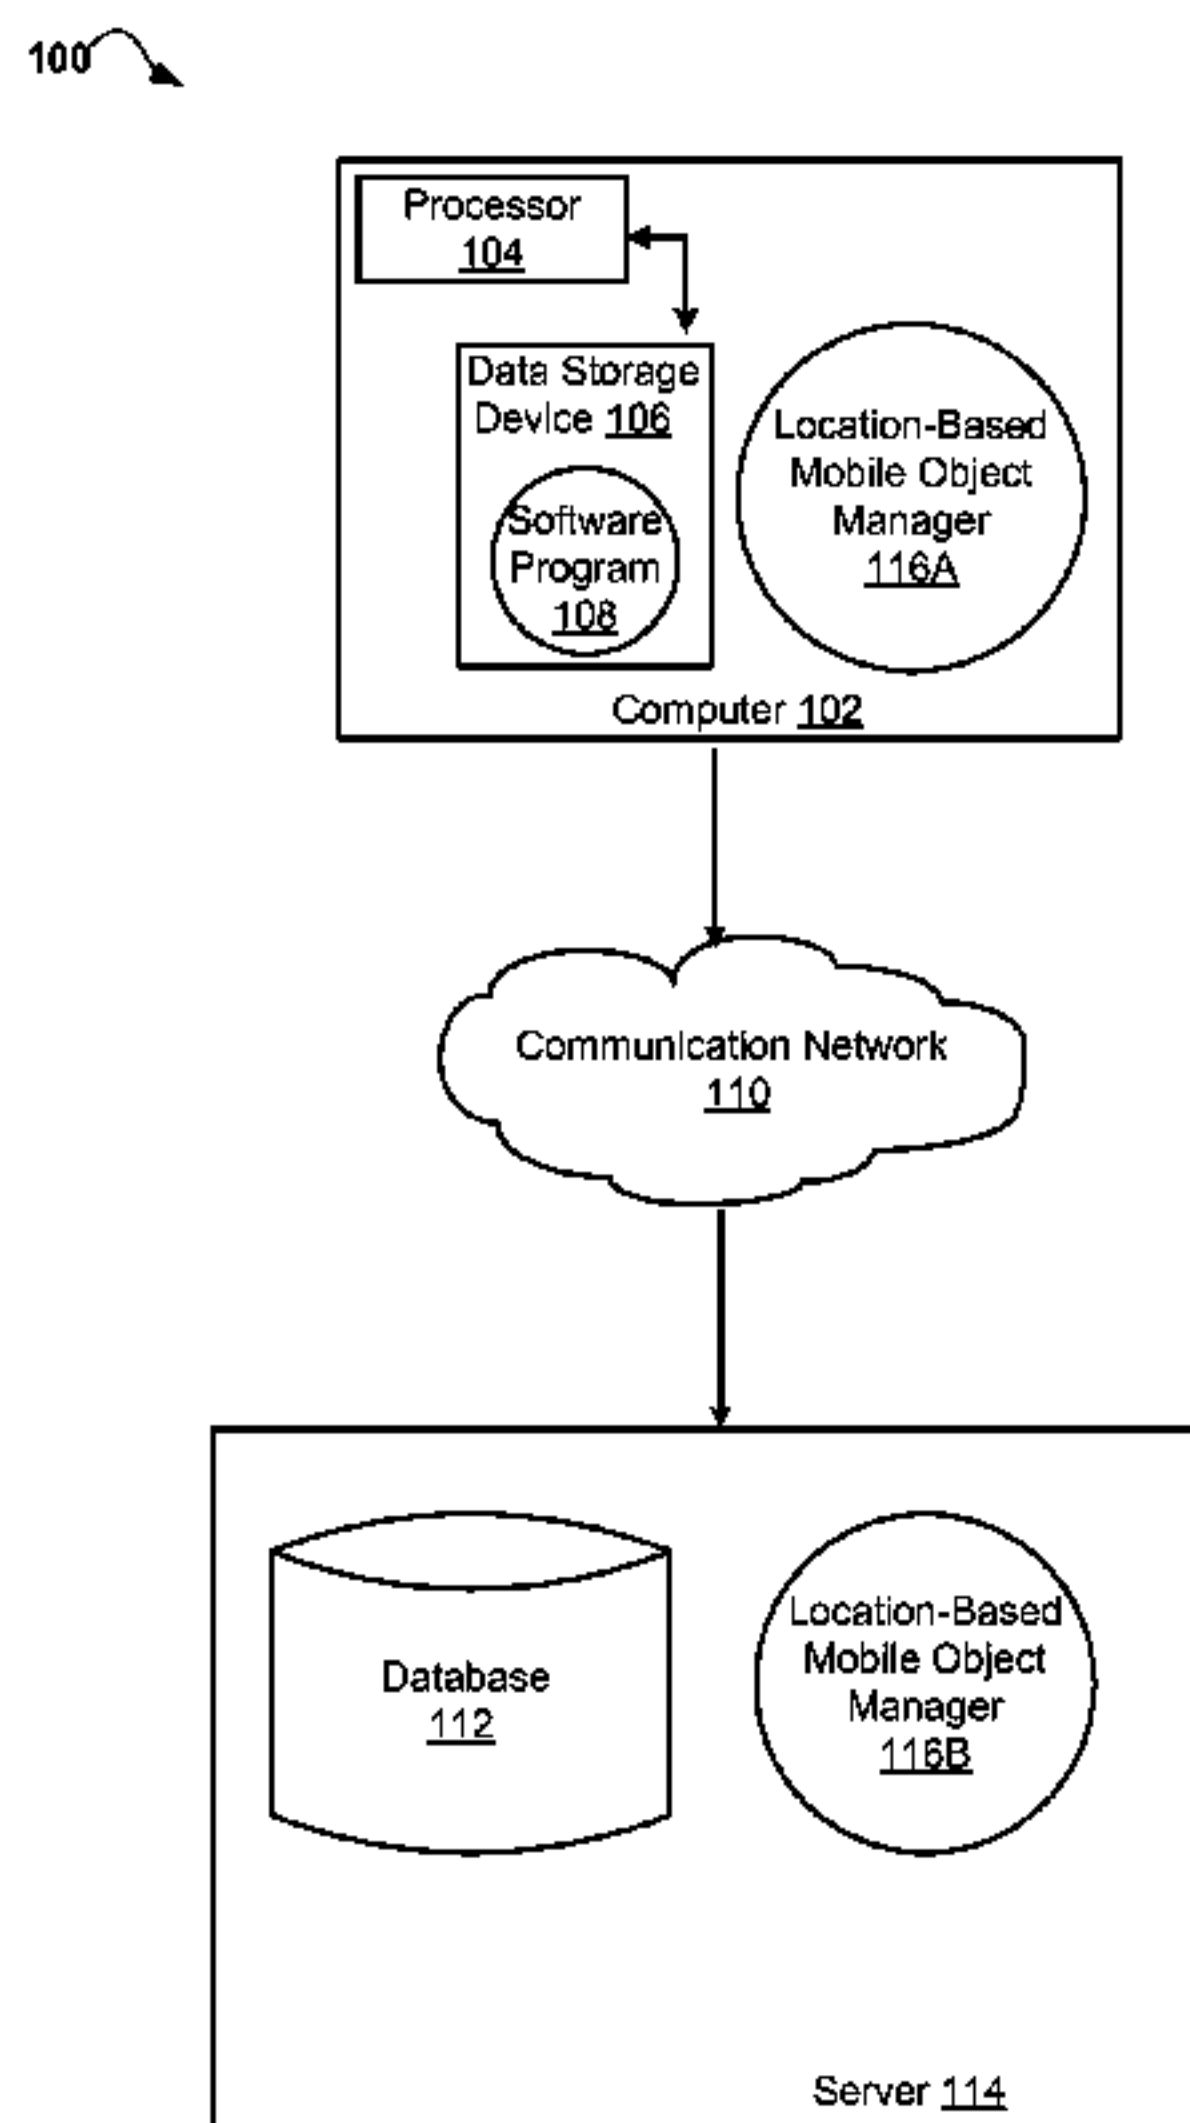 100
Processor
104
Data Storage
Device 106
Software
Program
108
Location-Based
Mobile Object
Manager
116A
Computer 102
Communication Network
110
Database
112
Location-Based
Mobile Object
Manager
116B
Server 114